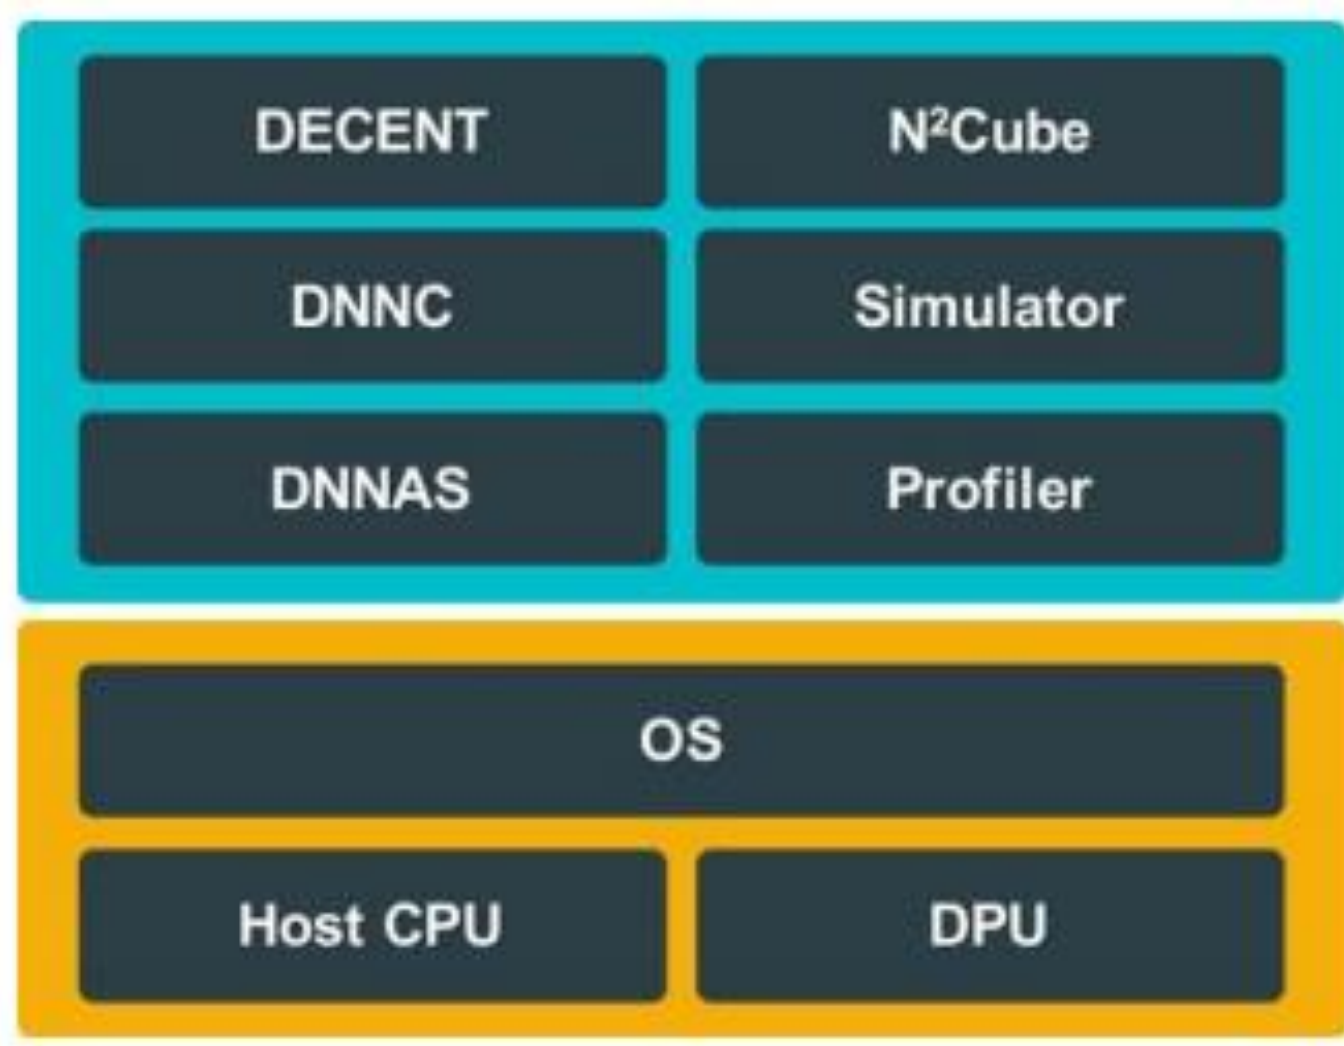 DECENT
N²Cube
DNNC
Simulator
DNNAS
Profiler
OS
Host CPU
DPU